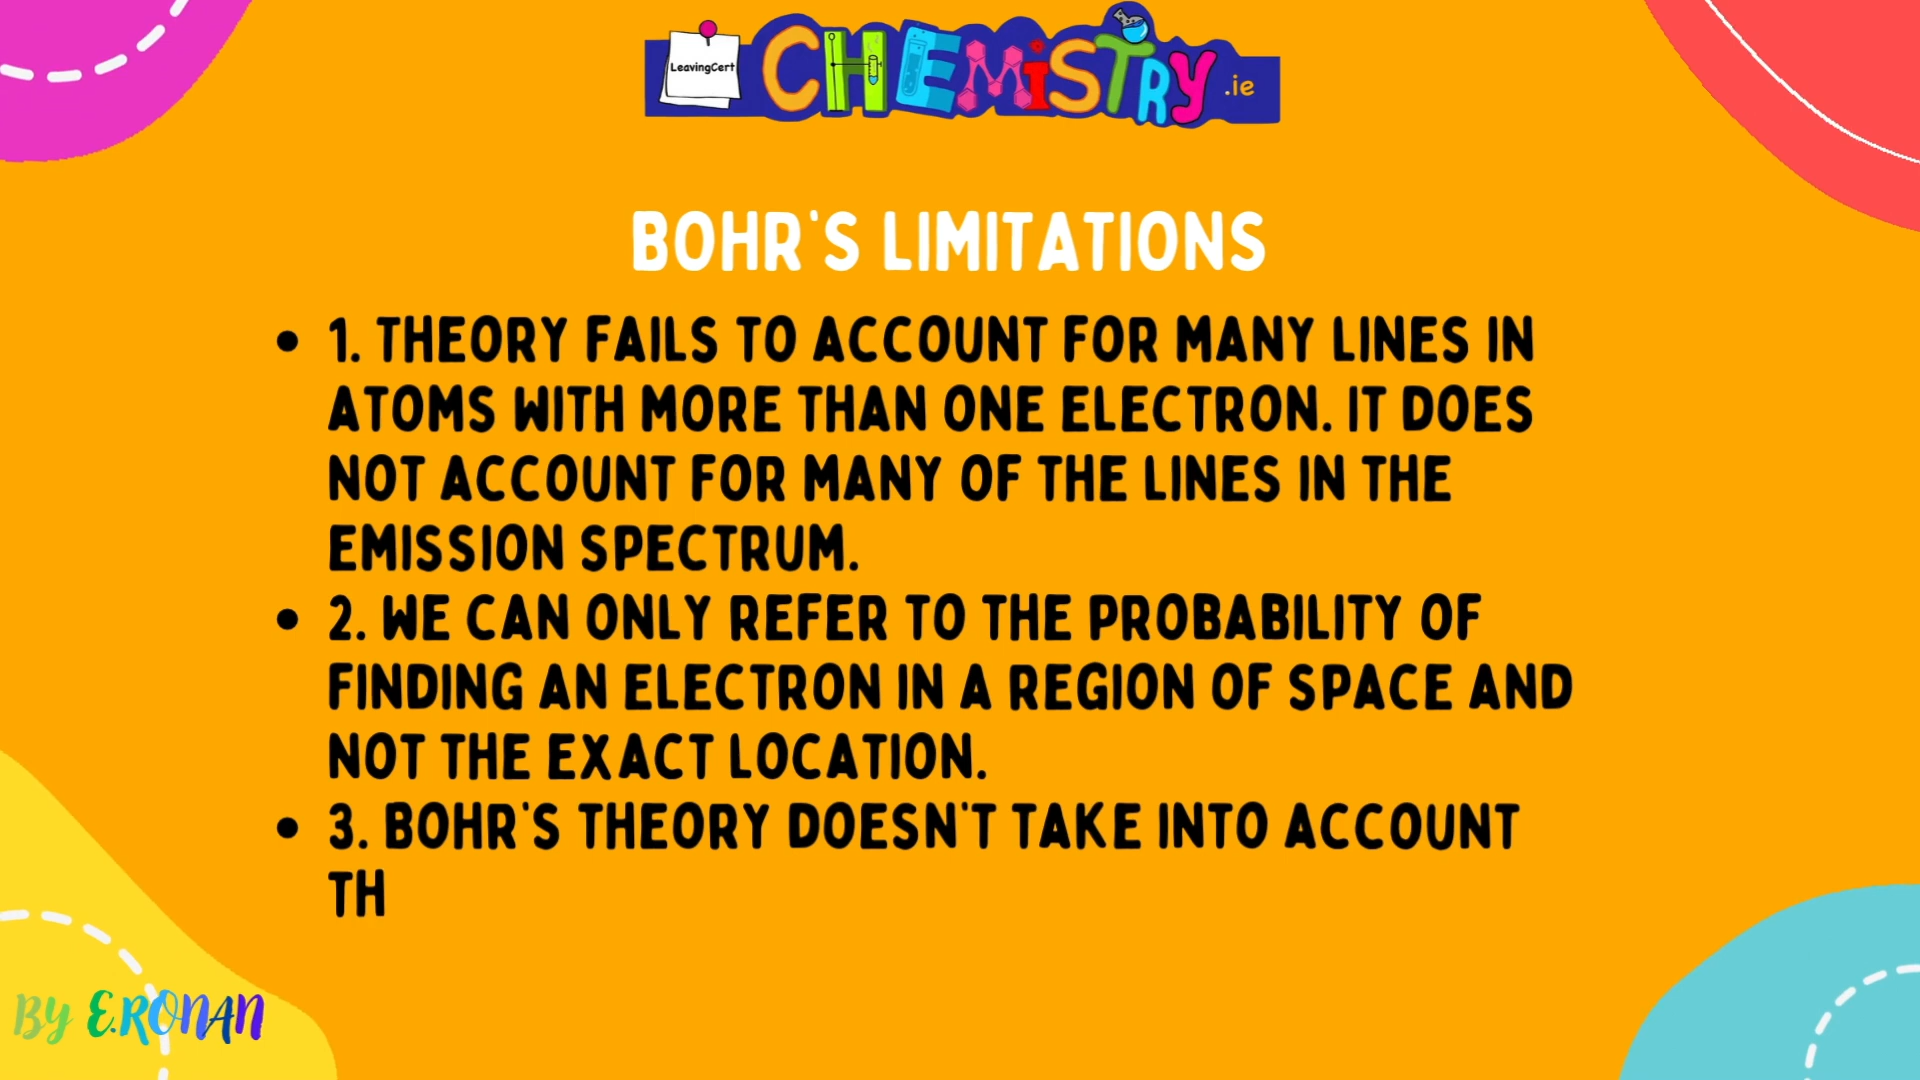 LeavingCert
CHEMiSTRY.ie
BOHR'S LIMITATIONS
• 1. THEORY FAILS TO ACCOUNT FOR MANY LINES IN
ATOMS WITH MORE THAN ONE ELECTRON. IT DOES
NOT ACCOUNT FOR MANY OF THE LINES IN THE
EMISSION SPECTRUM.
• 2. WE CAN ONLY REFER TO THE PROBABILITY OF
FINDING AN ELECTRON IN A REGION OF SPACE AND
NOT THE EXACT LOCATION.
• 3. BOHR'S THEORY DOESN'T TAKE INTO ACCOUNT
TH
By E.RONAN